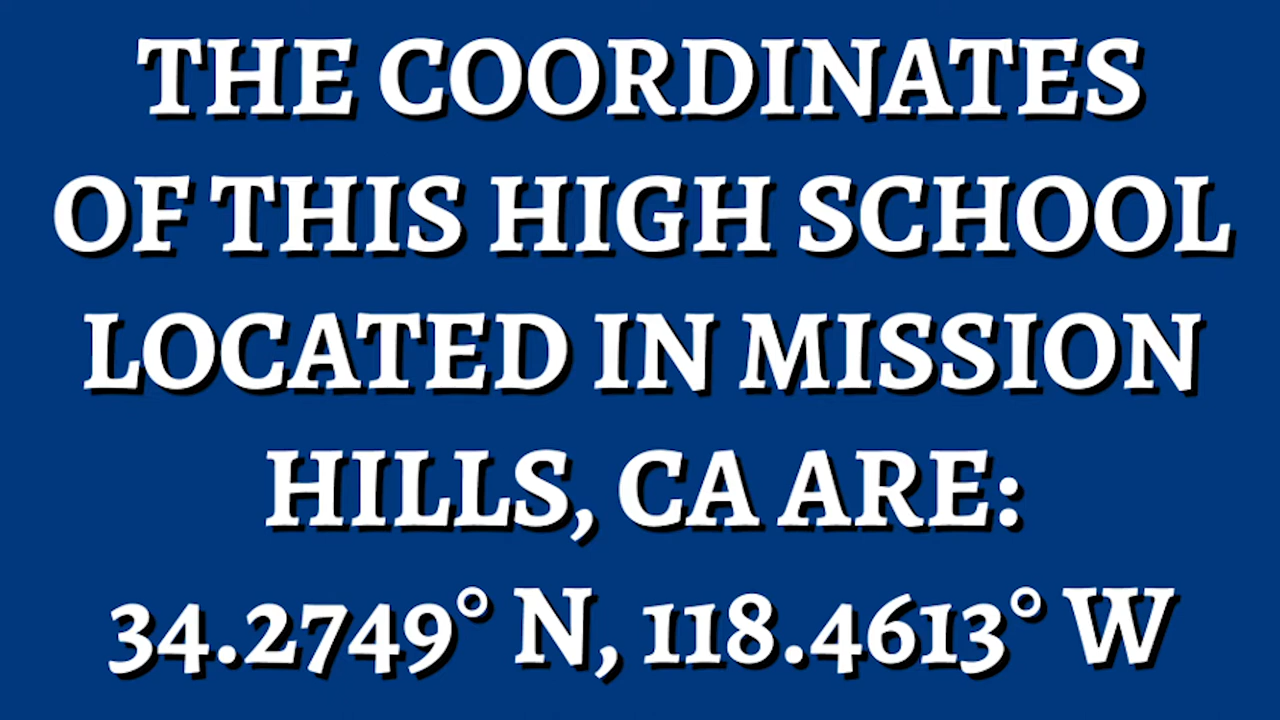 THE COORDINATES
OF THIS HIGH SCHOOL
LOCATED IN MISSION
HILLS, CA ARE:
34.2749° N, 118.4613° W